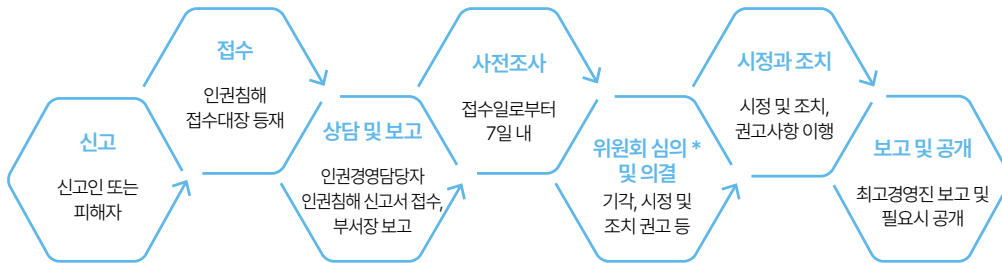 신고
신고인 또는
피해자
접수
인권침해
접수대장 등재
상담 및 보고
인권경영담당자
인권침해 신고서 접수,
부서장 보고
사전조사
접수일로부터
7일 내
위원회 심의 *
및 의결
기각, 시정 및
조치 권고 등
시정과 조치
시정 및 조치,
권고사항 이행
보고 및 공개
최고경영진 보고 및
필요시 공개